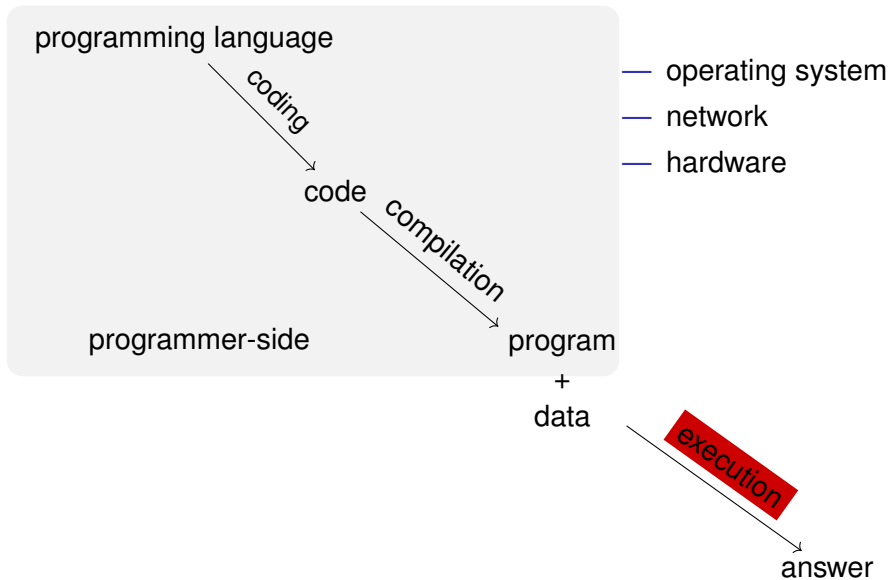 programming language
operating system
coding
network
hardware
code
compilation
programmer-side
program
+
data
execution
answer